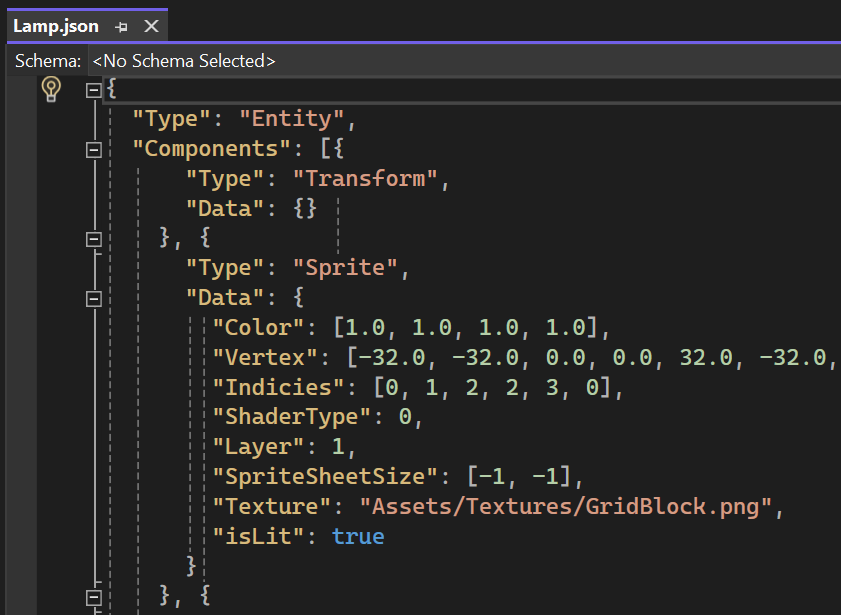 Lamp.json
Schema: <No Schema Selected>
{
"Type": "Entity",
"Components": [{
"Type": "Transform",
"Data": {}
}, {
"Type": "Sprite",
"Data": {
"Color": [1.0, 1.0, 1.0, 1.0],
"Vertex": [-32.0, -32.0, 0.0, 0.0, 32.0, -32.0,
"Indicies": [0, 1, 2, 2, 3, 0],
"ShaderType": 0,
"Layer": 1,
"SpriteSheetSize": [-1, -1],
"Texture": "Assets/Textures/GridBlock.png",
"isLit": true
}
}, {